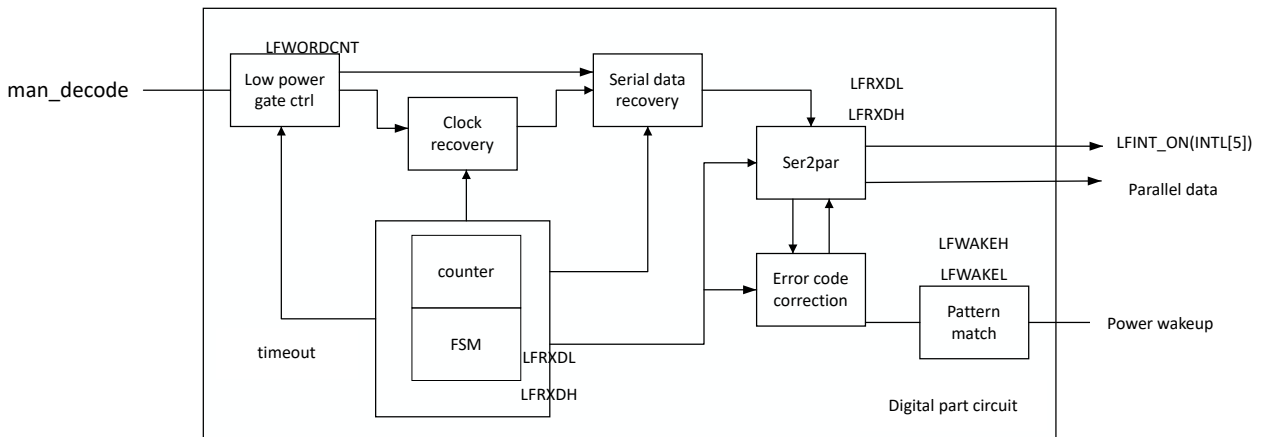 LFWORDCNT
man_decode
Low power
gate ctrl
Serial data
recovery
Clock
recovery
LFRXDL
LFRXDH
Ser2par
LFINT_ON(INTL[5])
Parallel data
counter
FSM
timeout
LFRXDL
LFRXDH
Error code
correction
LFWAKEH
LFWAKEL
Pattern
match
Power wakeup
Digital part circuit